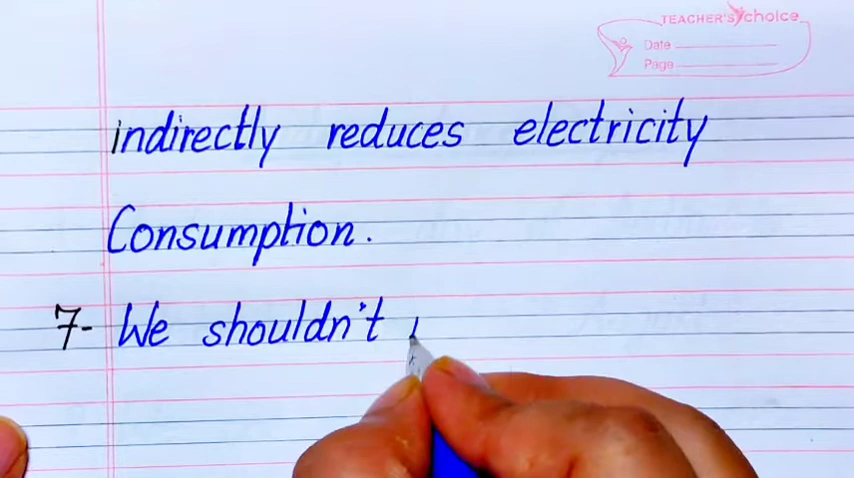 TEACHER'S choice
Date
Page
indirectly reduces electricity
Consumption.
7- We shouldn't